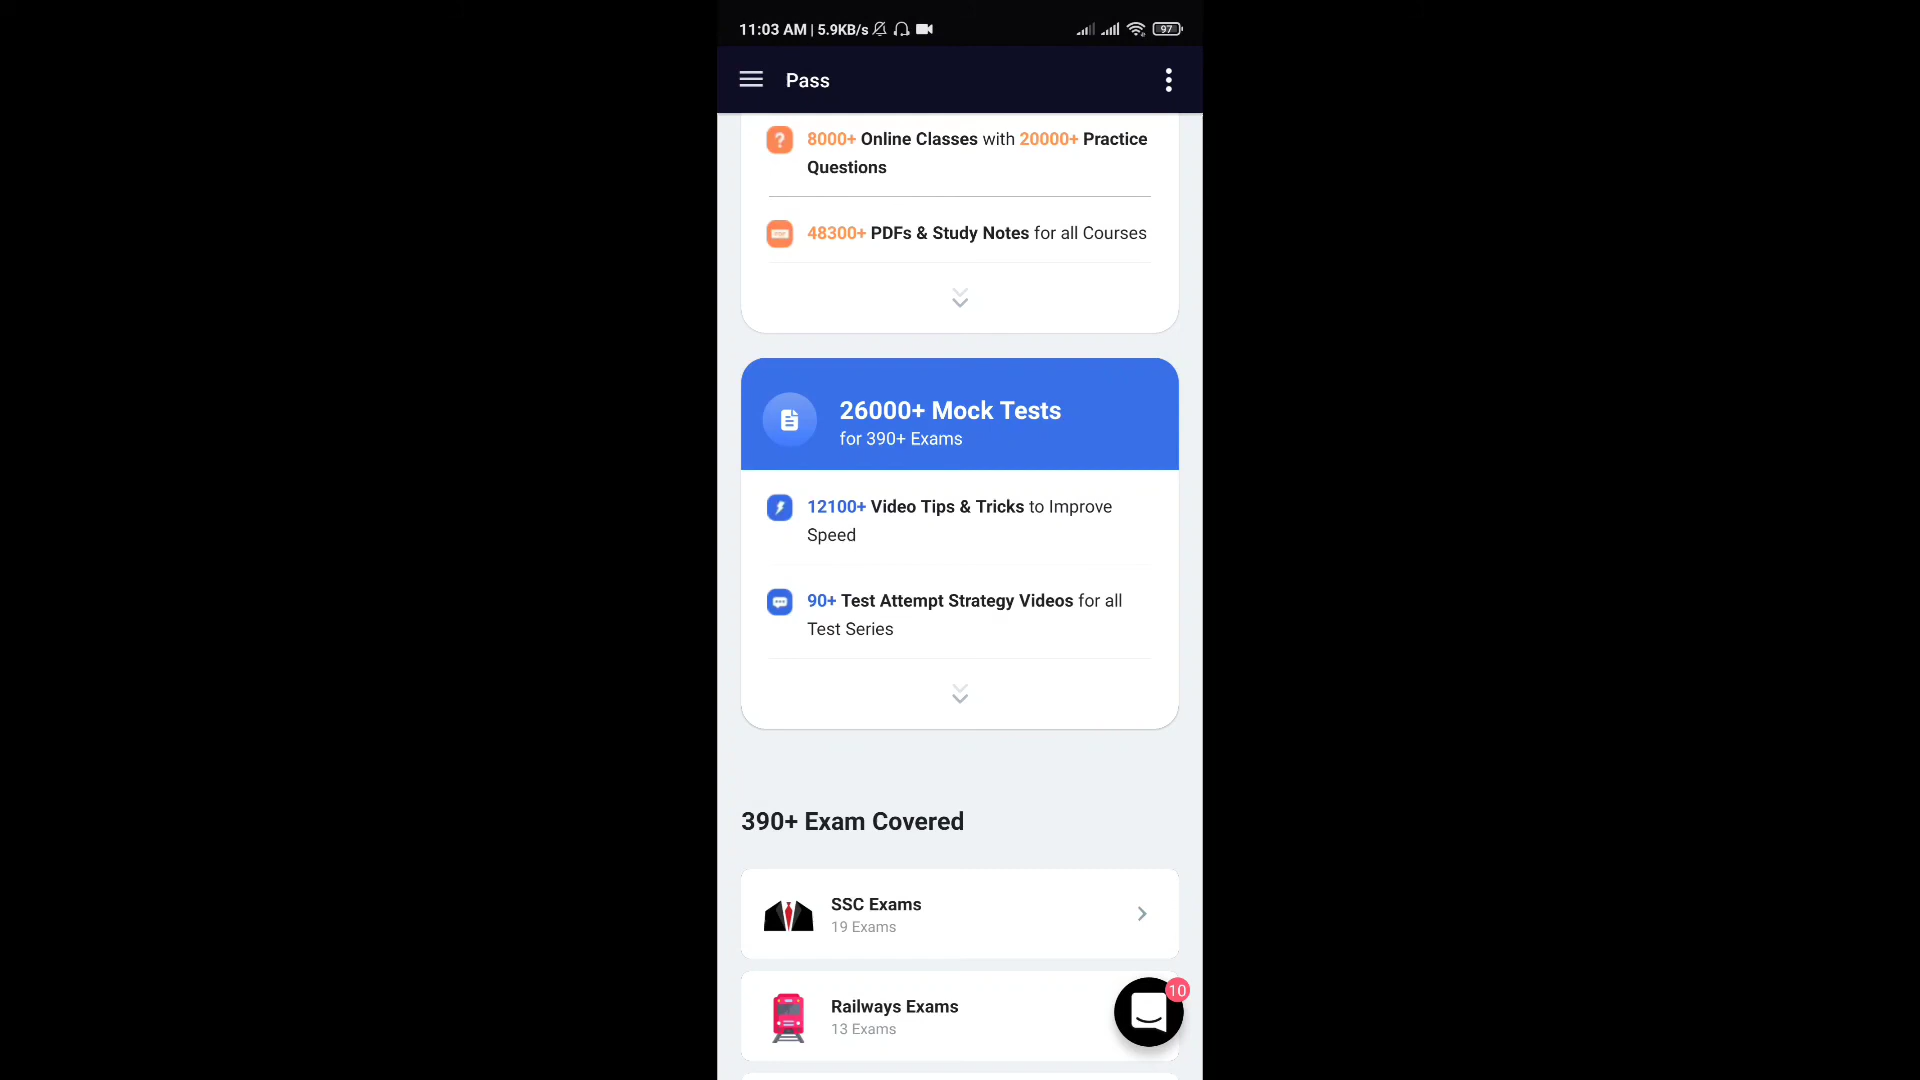 11:03 AM | 5.9KB/s
97
Pass
8000+ Online Classes with 20000+ Practice
Questions
48300+ PDFs & Study Notes for all Courses
26000+ Mock Tests
for 390+ Exams
12100+ Video Tips & Tricks to Improve
Speed
90+ Test Attempt Strategy Videos for all
Test Series
390+ Exam Covered
SSC Exams
19 Exams
10
Railways Exams
13 Exams